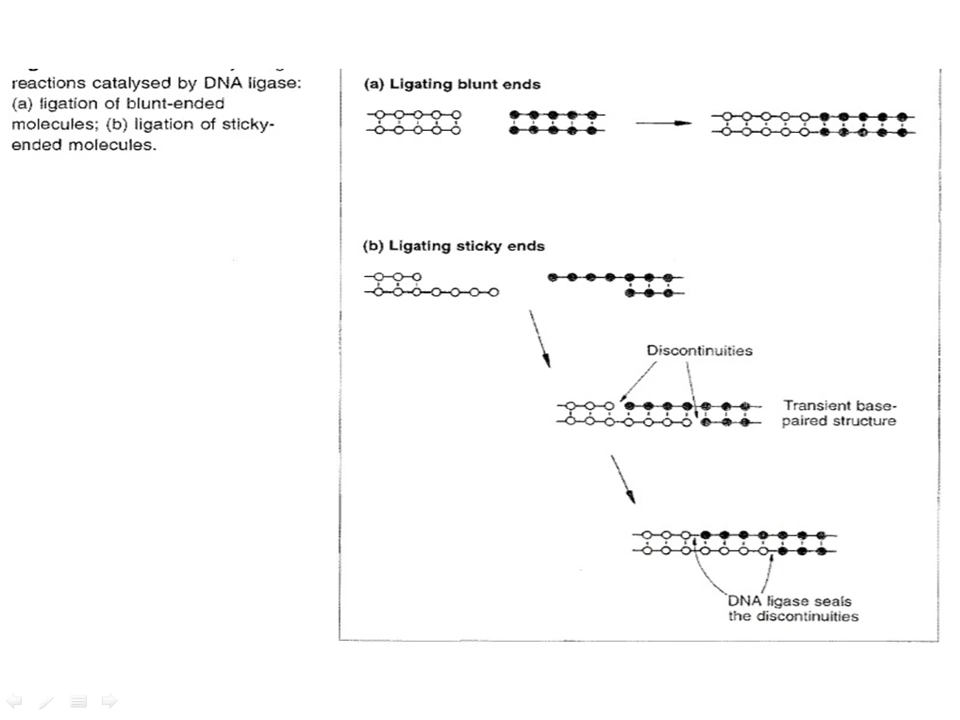 reactions catalysed by DNA ligase:
(a) ligation of blunt-ended
molecules; (b) ligation of sticky-
ended molecules.
(a) Ligating blunt ends
(b) Ligating sticky ends
Discontinuities
Transient base-
paired structure
DNA ligase seals
the discontinuities